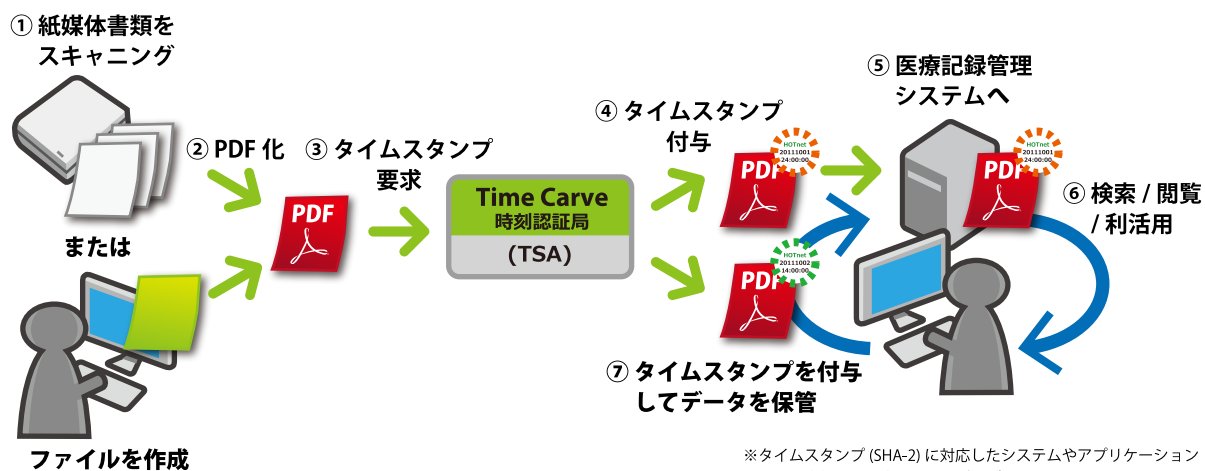 ① 紙媒体書類を
スキャニング
または
ファイルを作成
② PDF 化
PDF
③ タイムスタンプ
要求
Time Carve
時刻認証局
(TSA)
④ タイムスタンプ
付与
HOTnet
20111001
24:00:00
PDF
⑤ 医療記録管理
システムへ
HOTnet
20111001
24:00:00
PDF
⑥ 検索 / 閲覧
/ 利活用
HOTnet
20111002
14:00:00
PDF
⑦ タイムスタンプを付与
してデータを保管
※タイムスタンプ (SHA-2) に対応したシステムやアプリケーション